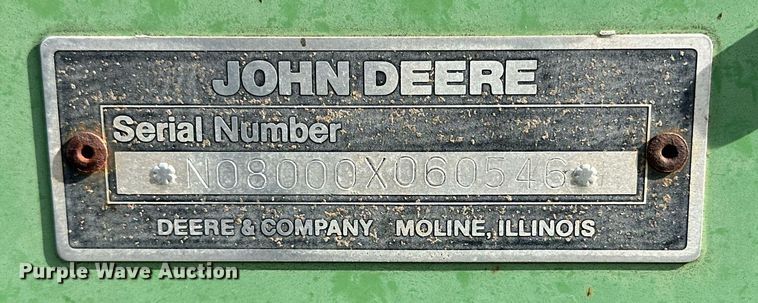 JOHN DEERE
Serial Number
*N08000X060546*
DEERE & COMPANY MOLINE, ILLINOIS
Purple Wave Auction